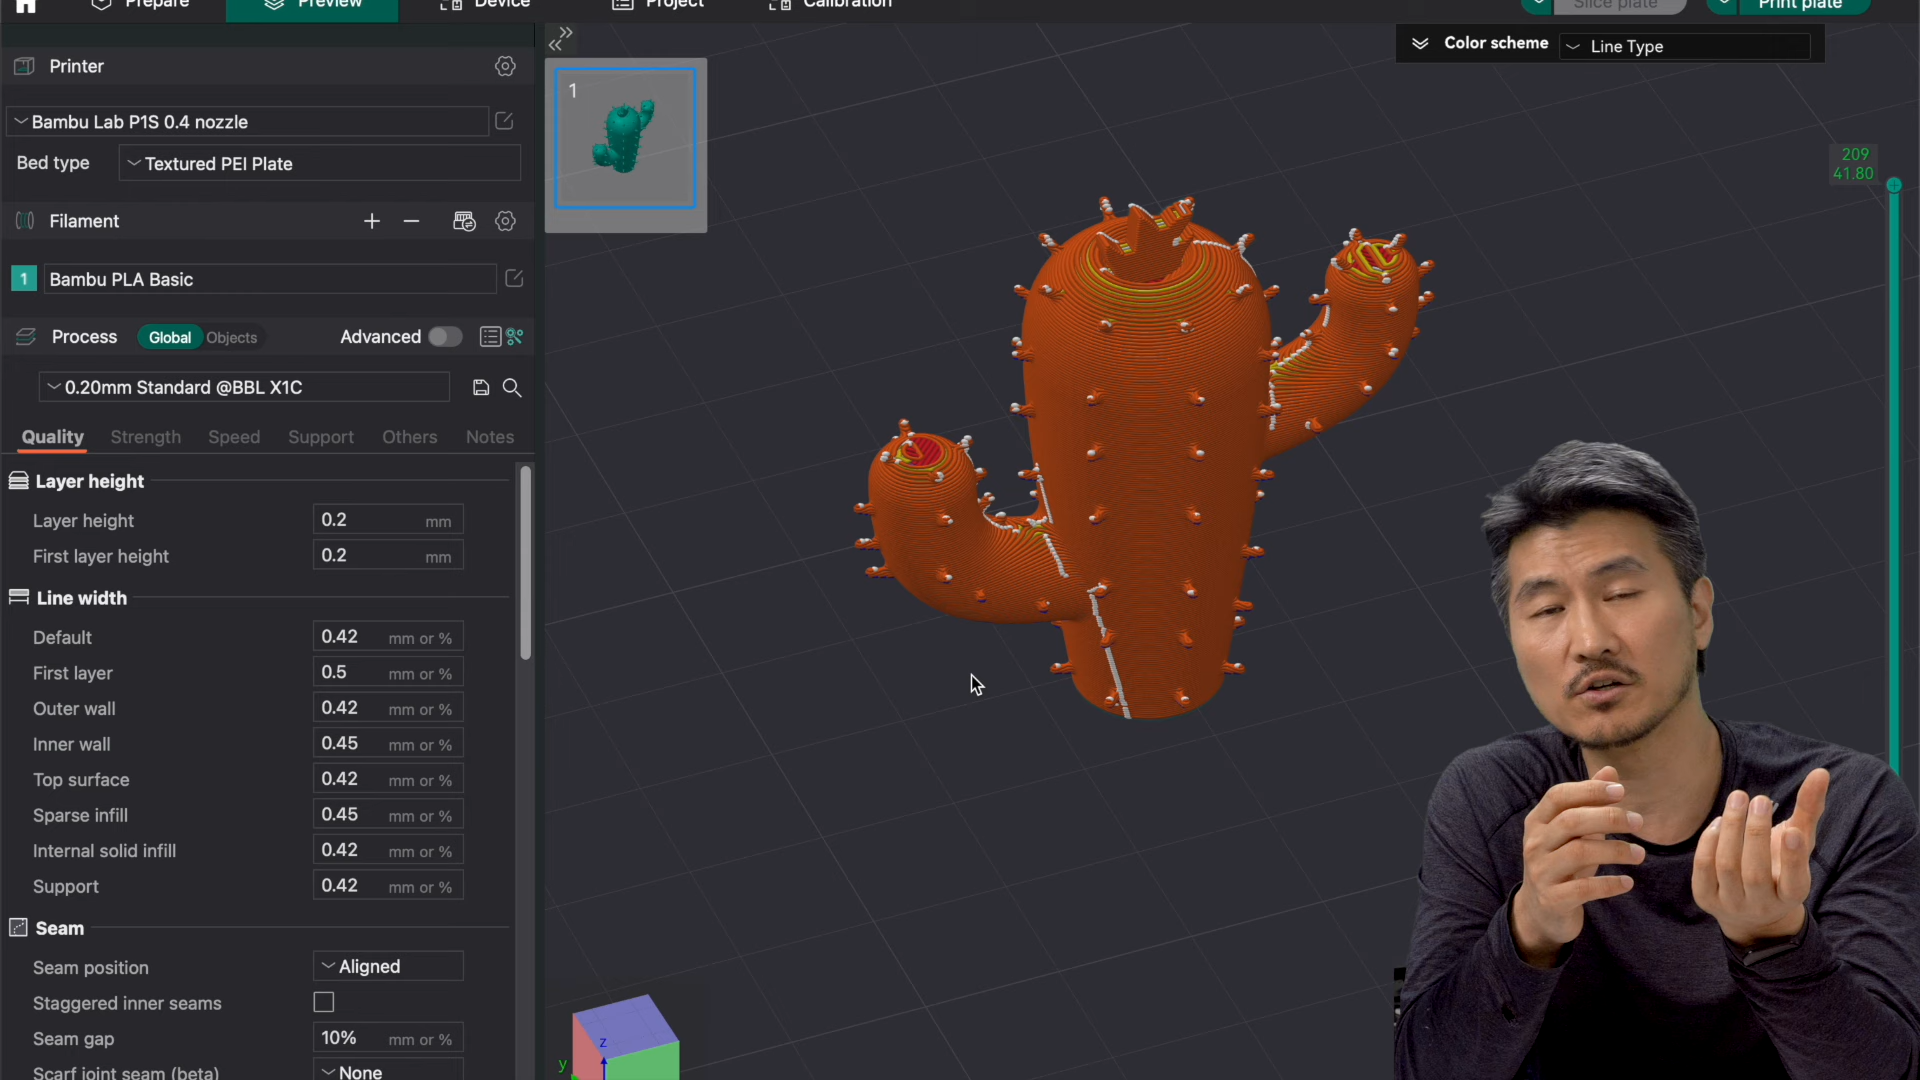 Prepare
Preview
Device
Project
Calibration
Slice plate
Print plate
Printer
Color scheme
Line Type
1
Bambu Lab P1S 0.4 nozzle
Bed type
Textured PEI Plate
209
41.80
Filament
1
Bambu PLA Basic
Process
Global
Objects
Advanced
0.20mm Standard @BBL X1C
Quality
Strength
Speed
Support
Others
Notes
Layer height
Layer height 0.2 mm
First layer height 0.2 mm
Line width
Default 0.42 mm or %
First layer 0.5 mm or %
Outer wall 0.42 mm or %
Inner wall 0.45 mm or %
Top surface 0.42 mm or %
Sparse infill 0.45 mm or %
Internal solid infill 0.42 mm or %
Support 0.42 mm or %
Seam
Seam position Aligned
Staggered inner seams
Seam gap 10% mm or %
Scarf joint seam (beta) None
z
y